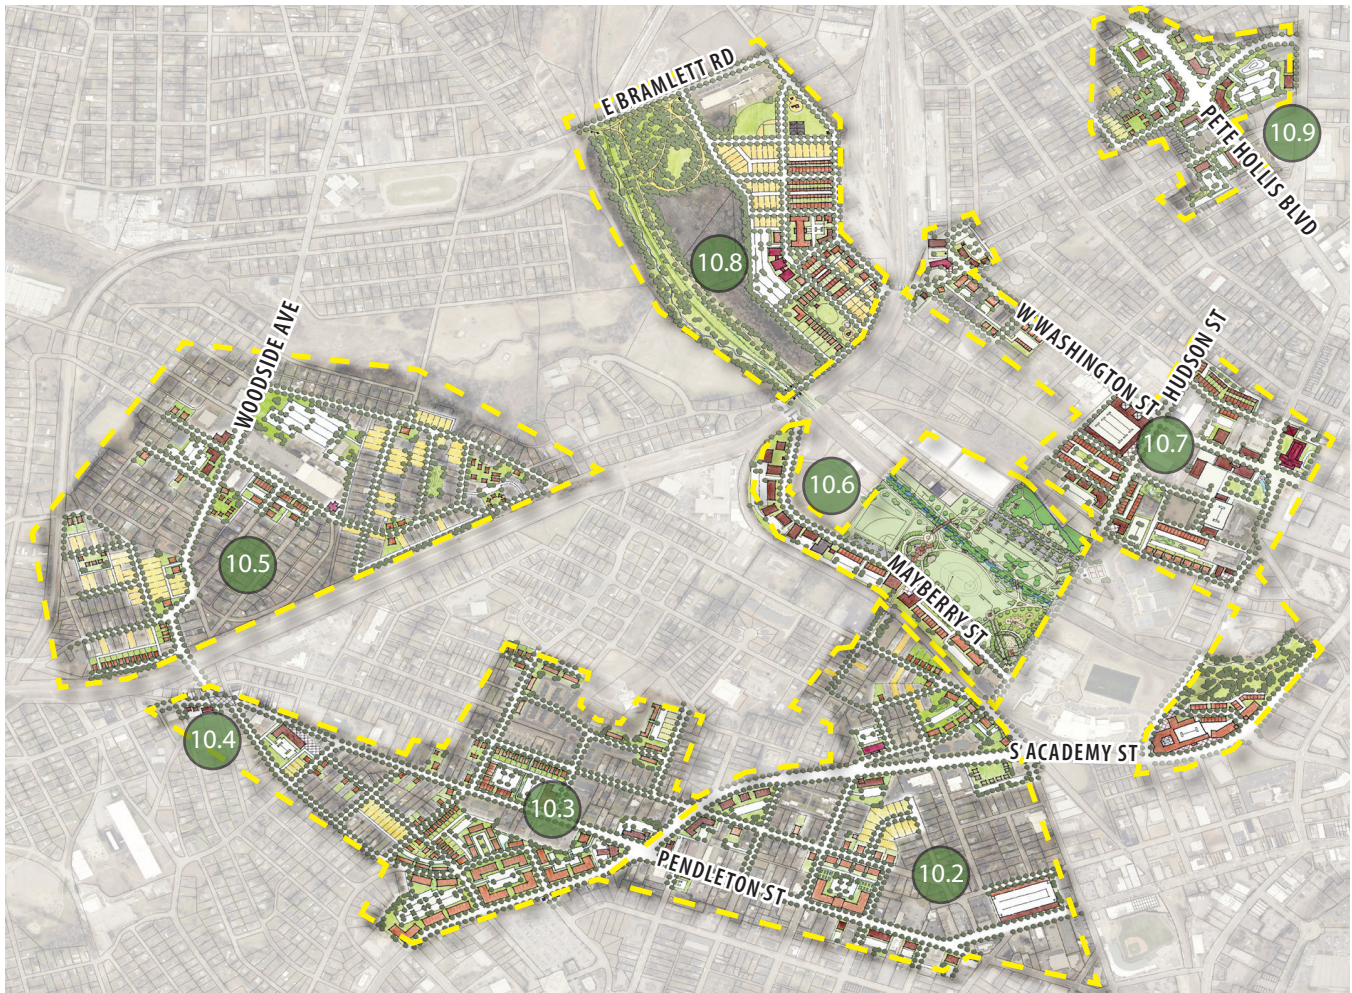 E BRAMLETT RD
10.9
PETE HOLLIS BLVD
10.8
W WASHINGTON ST
HUDSON ST
WOODSIDE AVE
10.7
10.6
10.5
MAYBERRY ST
10.4
S ACADEMY ST
10.3
PENDLETON ST
10.2